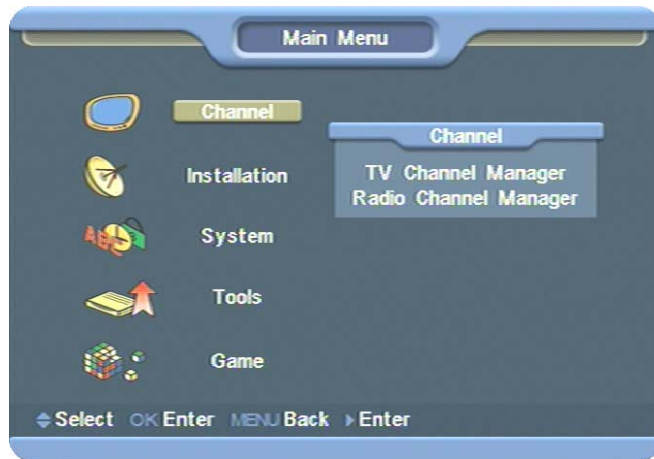 Main Menu
Channel
Installation
System
Tools
Game
Channel
TV Channel Manager
Radio Channel Manager
Select OK Enter MENU Back Enter